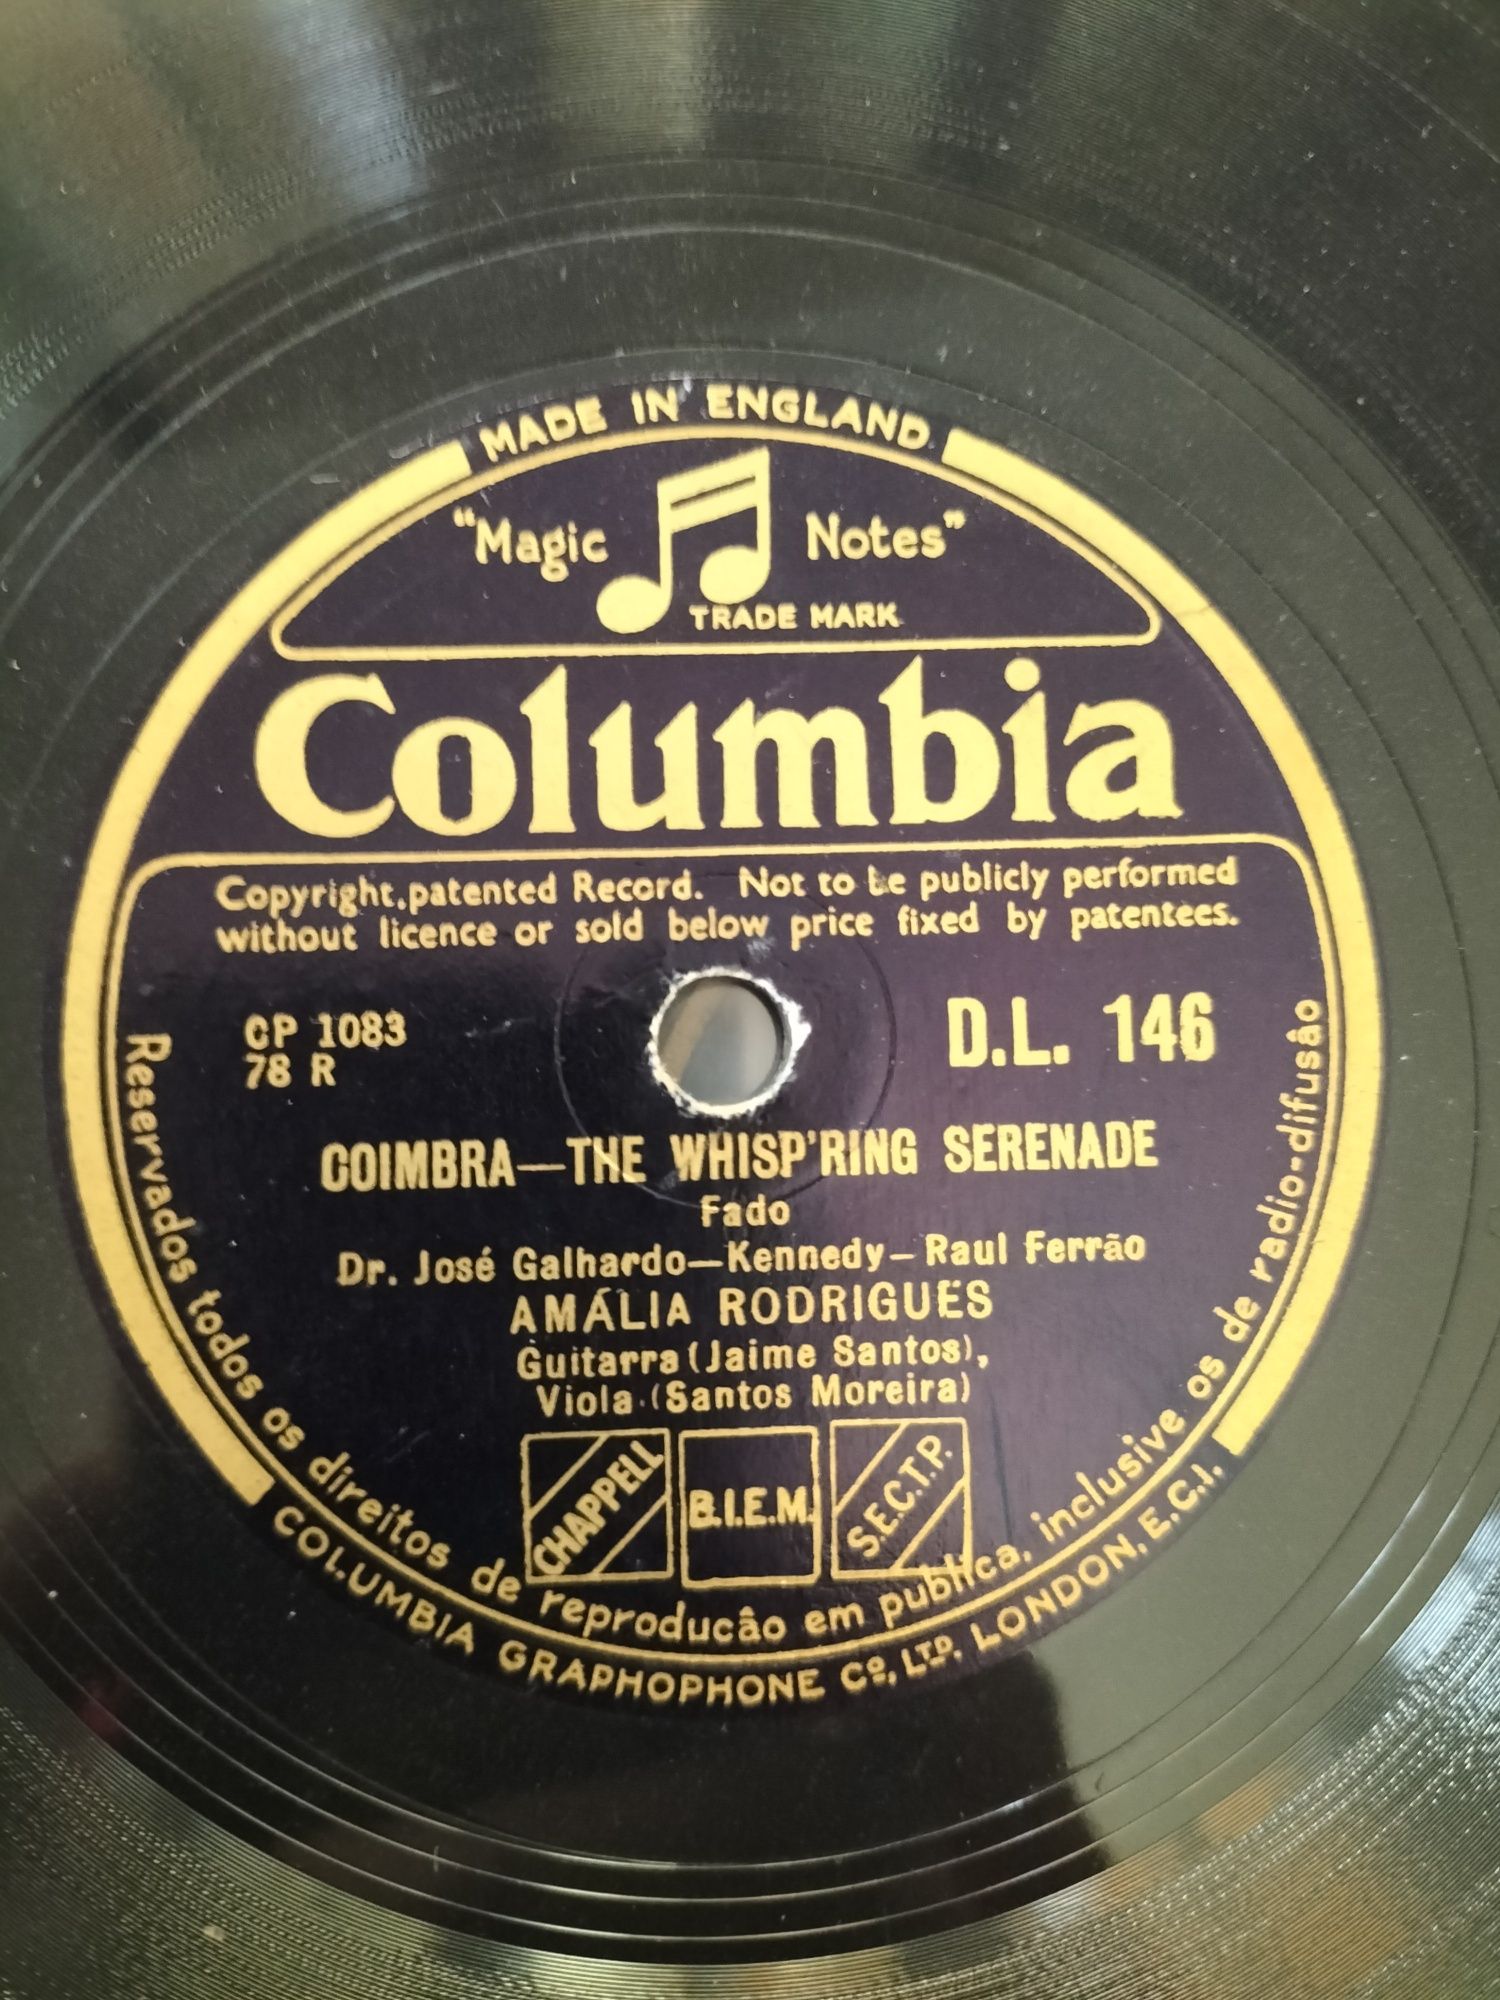 MADE IN ENGLAND
"Magic Notes"
TRADE MARK
Columbia
Copyright, patented Record. Not to be publicly performed
without licence or sold below price fixed by patentees.
CP 1083
78 R
D.L. 146
COIMBRA—THE WHISP'RING SERENADE
Fado
Dr. José Galhardo—Kennedy—Raul Ferrão
AMÁLIA RODRIGUES
Guitarra (Jaime Santos),
Viola (Santos Moreira)
CHAPPELL
B.I.E.M.
S.E.C.T.P.
Reservados todos os direitos de reproducâo em publica, inclusive os de radio-difusâo
COLUMBIA GRAPHOPHONE Co, LTD. LONDON. E.C.1.